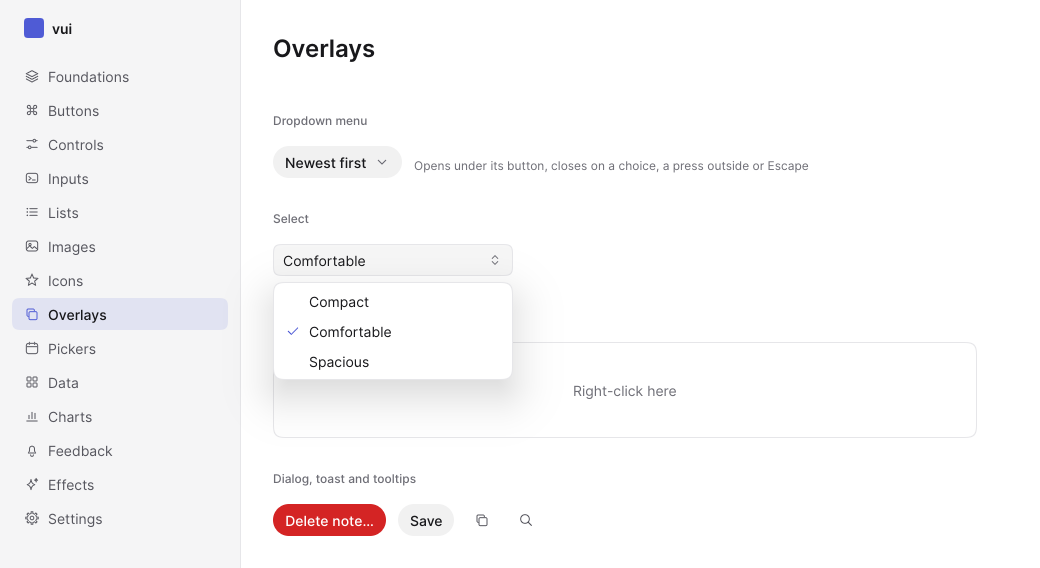 vui
Foundations
Buttons
Controls
Inputs
Lists
Images
Icons
Overlays
Pickers
Data
Charts
Feedback
Effects
Settings
Overlays
Dropdown menu
Newest first
Opens under its button, closes on a choice, a press outside or Escape
Select
Comfortable
Compact
Comfortable
Spacious
Right-click here
Dialog, toast and tooltips
Delete note...
Save